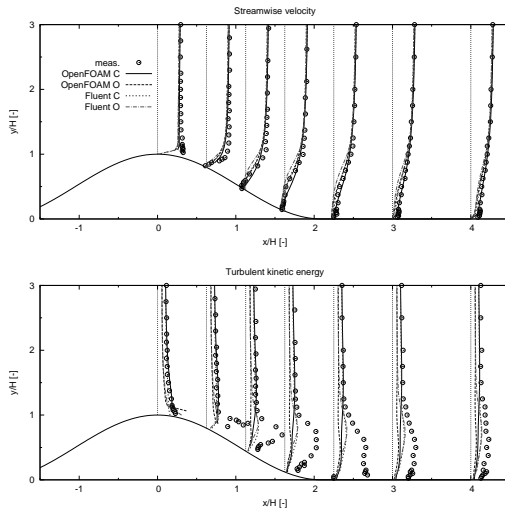 Streamwise velocity
3
2
1
0
y/H [-]
meas.
OpenFOAM C
OpenFOAM O
Fluent C
Fluent O
-1 0 1 2 3 4
x/H [-]
Turbulent kinetic energy
3
2
1
0
y/H [-]
-1 0 1 2 3 4
x/H [-]